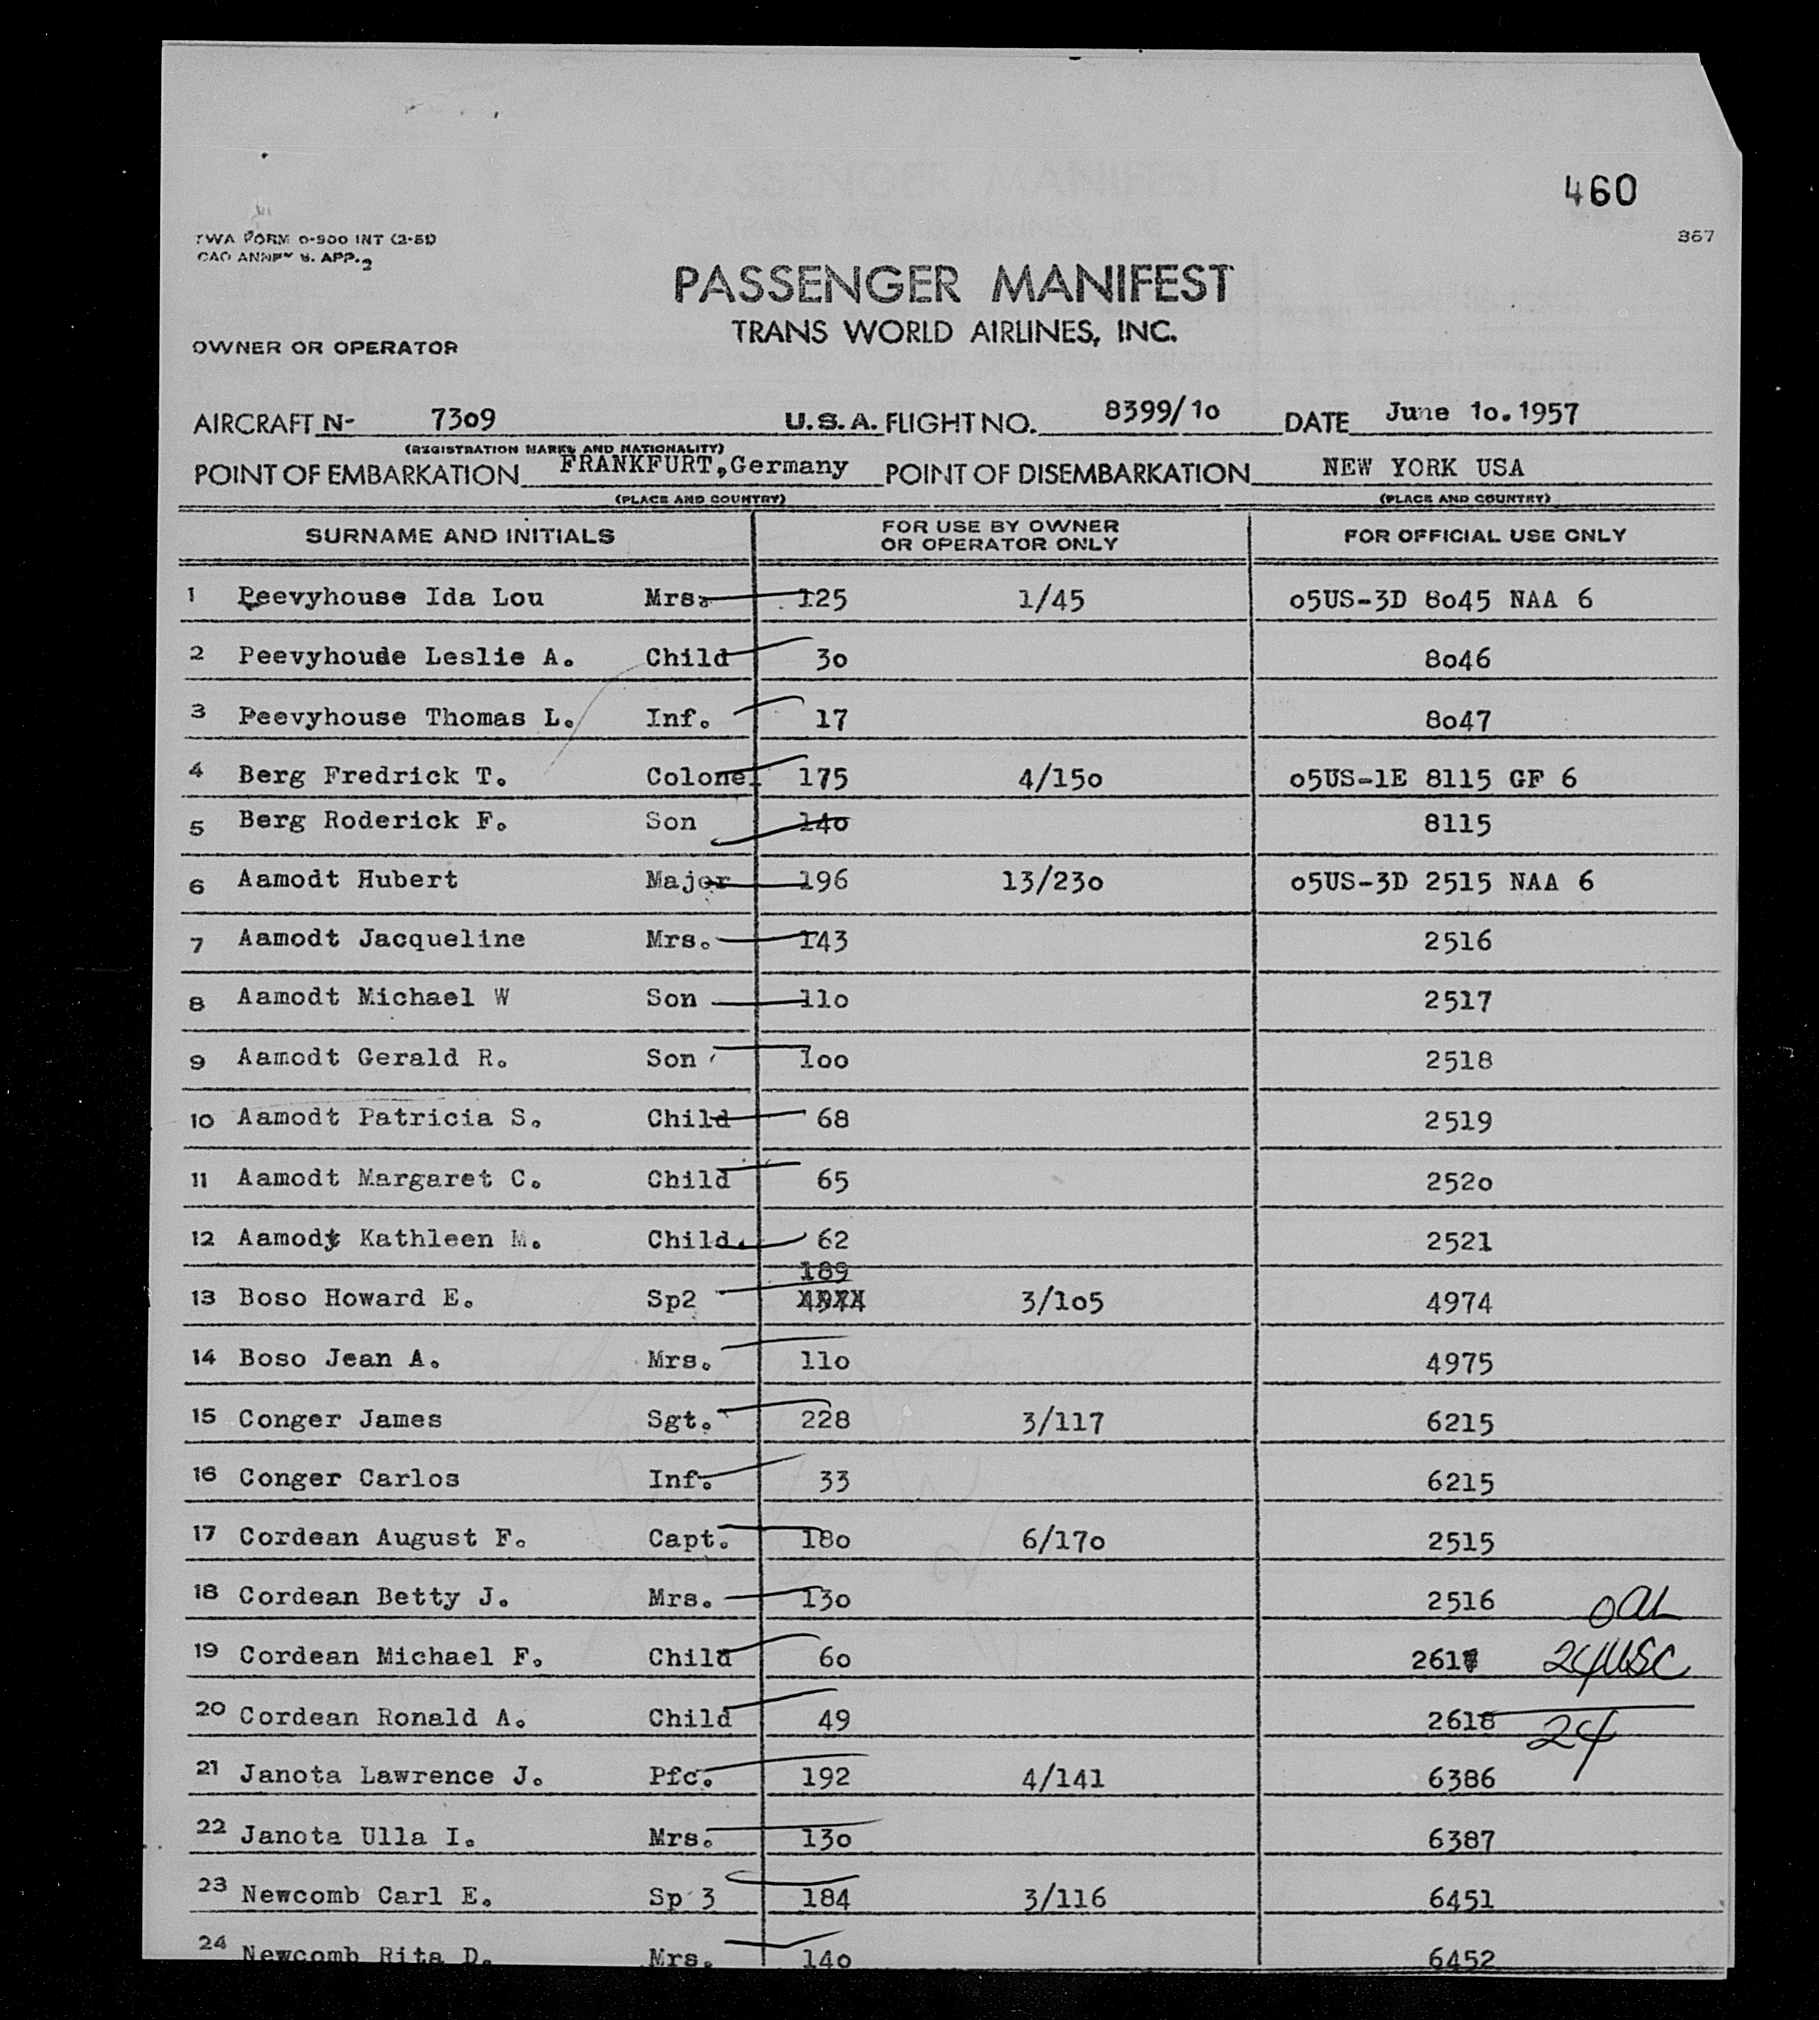 460
367
TWA FORM 0-900 INT (2-51)
OWNER OR OPERATOR
PASSENGER MANIFEST
TRANS WORLD AIRLINES, INC.
AIRCRAFT N- 7309 U.S.A. FLIGHT NO. 8399/10 DATE June 10.1957
(REGISTRATION MARKS AND NATIONALITY)
POINT OF EMBARKATION FRANKFURT,Germany POINT OF DISEMBARKATION NEW YORK USA
(PLACE AND COUNTRY) (PLACE AND COUNTRY)
SURNAME AND INITIALS FOR USE BY OWNER OR OPERATOR ONLY FOR OFFICIAL USE ONLY
1 Peevyhouse Ida Lou Mrs. 125 1/45 05US-3D 8045 NAA 6
2 Peevyhoude Leslie A. Child 30 8046
3 Peevyhouse Thomas L. Inf. 17 8047
4 Berg Fredrick T. Colonel 175 4/150 05US-1E 8115 GF 6
5 Berg Roderick F. Son 140 8115
6 Aamodt Hubert Major 196 13/230 05US-3D 2515 NAA 6
7 Aamodt Jacqueline Mrs. 143 2516
8 Aamodt Michael W Son 110 2517
9 Aamodt Gerald R. Son 100 2518
10 Aamodt Patricia S. Child 68 2519
11 Aamodt Margaret C. Child 65 2520
12 Aamodt Kathleen M. Child. 62 2521
189
13 Boso Howard E. Sp2 3/105 4974
14 Boso Jean A. Mrs. 110 4975
15 Conger James Sgt. 228 3/117 6215
16 Conger Carlos Inf. 33 6215
17 Cordean August F. Capt. 180 6/170 2515
18 Cordean Betty J. Mrs. 130 2516
19 Cordean Michael F. Child 60 2617 24USC
20 Cordean Ronald A. Child 49 2618 24
21 Janota Lawrence J. Pfc. 192 4/141 6386
22 Janota Ulla I. Mrs. 130 6387
23 Newcomb Carl E. Sp 3 184 3/116 6451
24 Newcomb Rita D. Mrs. 140 6452